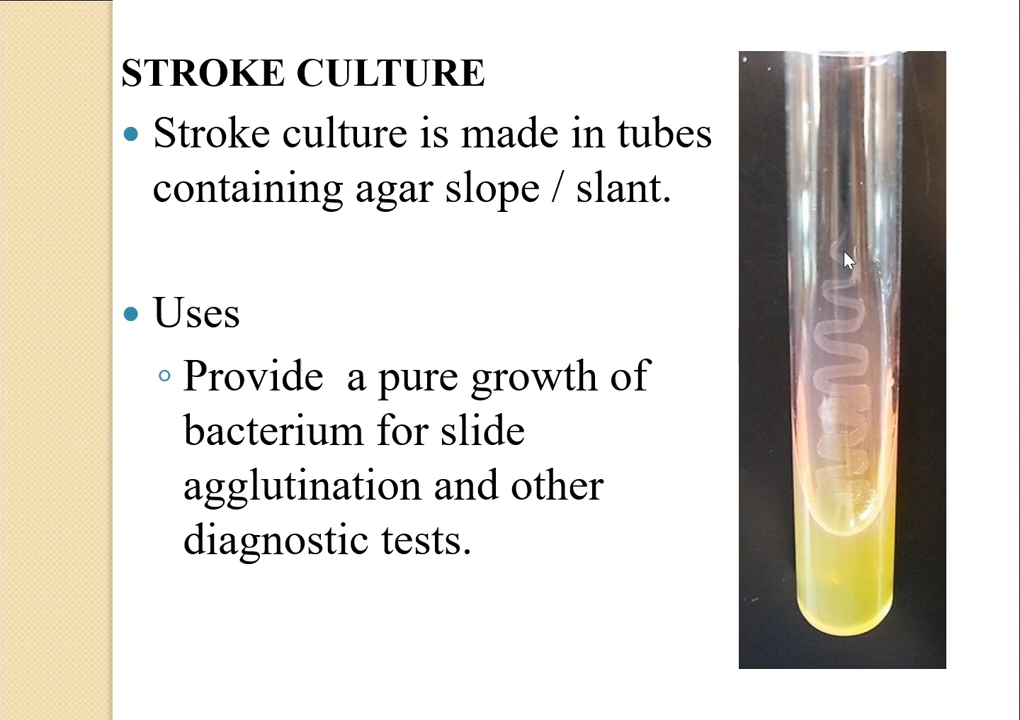 STROKE CULTURE
• Stroke culture is made in tubes
containing agar slope / slant.
• Uses
◦ Provide  a pure growth of
bacterium for slide
agglutination and other
diagnostic tests.